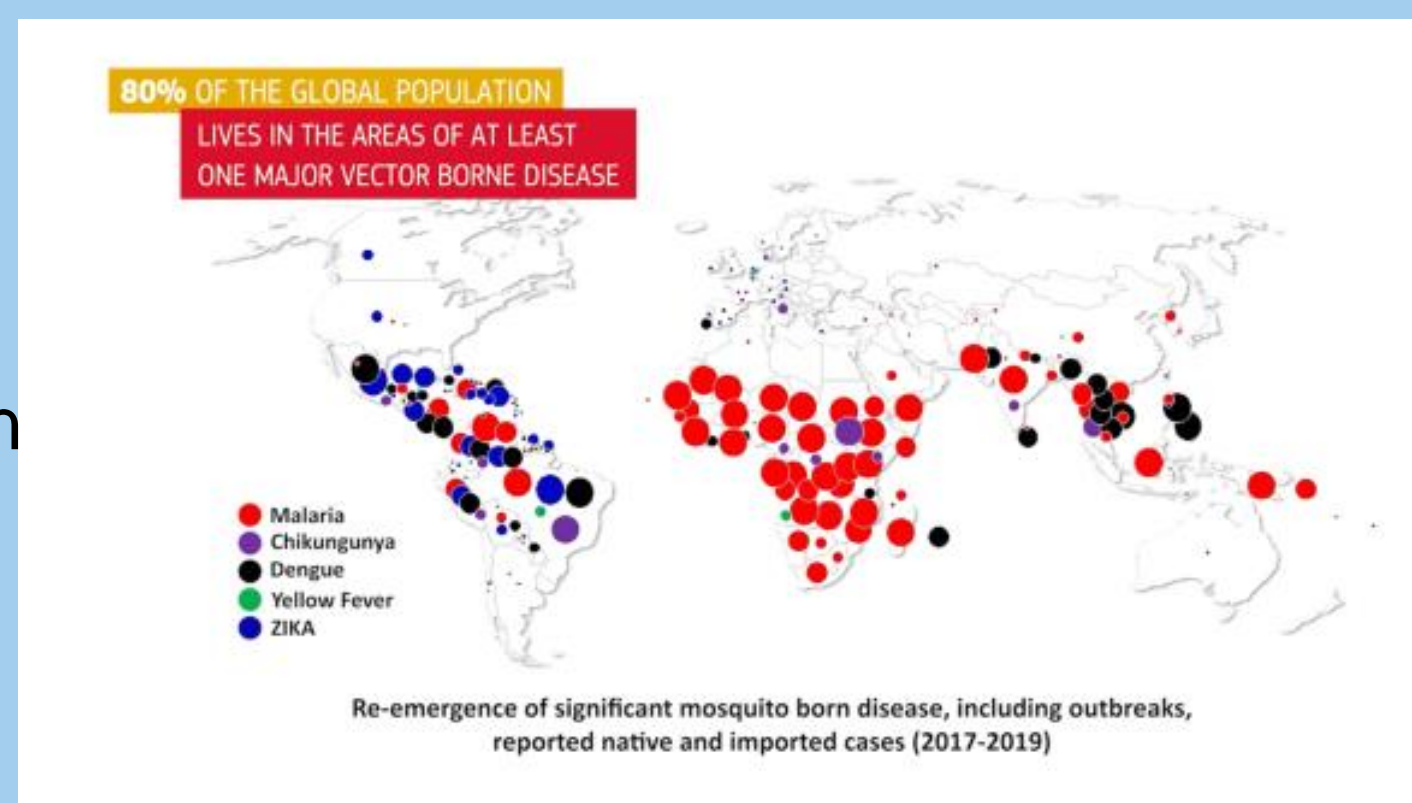 80% OF THE GLOBAL POPULATION
LIVES IN THE AREAS OF AT LEAST
ONE MAJOR VECTOR BORNE DISEASE
n
Malaria
Chikungunya
Dengue
Yellow Fever
ZIKA
Re-emergence of significant mosquito born disease, including outbreaks,
reported native and imported cases (2017-2019)